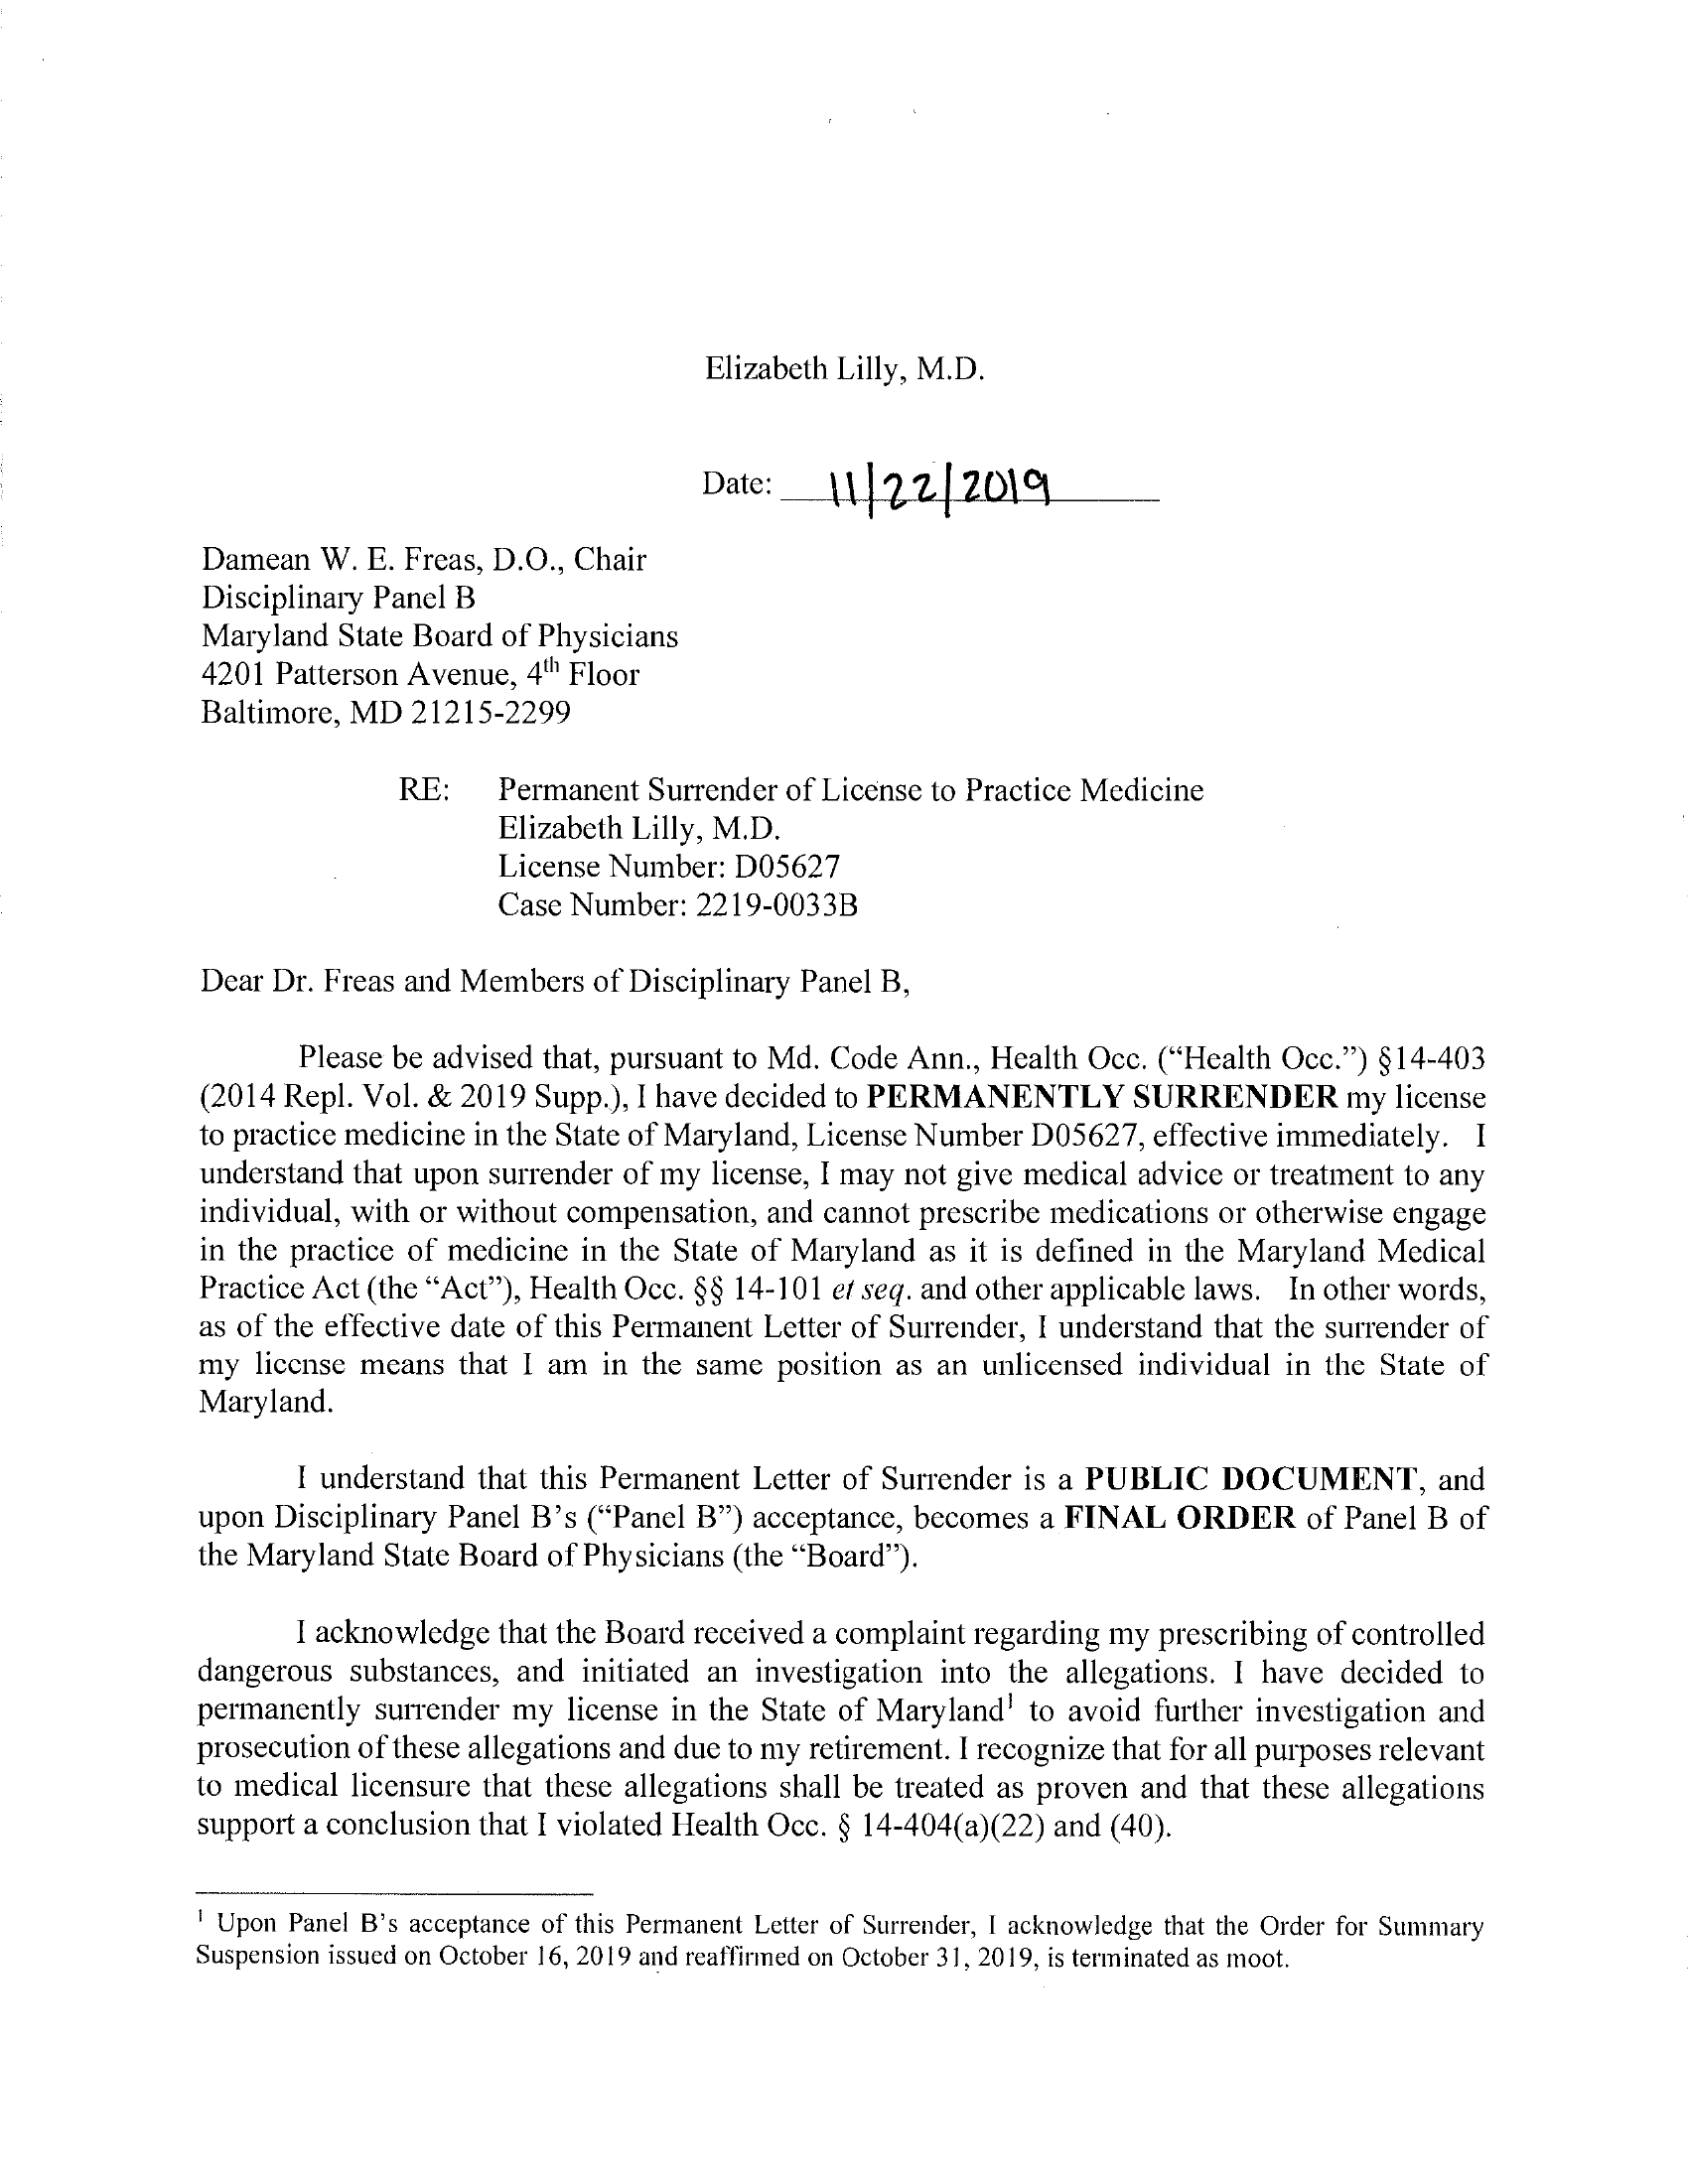 Elizabeth Lilly, M.D.
Date: 11/22/2019
Damean W. E. Freas, D.O., Chair
Disciplinary Panel B
Maryland State Board of Physicians
4201 Patterson Avenue, 4th Floor
Baltimore, MD 21215-2299
RE: Permanent Surrender of License to Practice Medicine
Elizabeth Lilly, M.D.
License Number: D05627
Case Number: 2219-0033B
Dear Dr. Freas and Members of Disciplinary Panel B,
Please be advised that, pursuant to Md. Code Ann., Health Occ. (“Health Occ.”) §14-403
(2014 Repl. Vol. & 2019 Supp.), I have decided to PERMANENTLY SURRENDER my license
to practice medicine in the State of Maryland, License Number D05627, effective immediately. I
understand that upon surrender of my license, I may not give medical advice or treatment to any
individual, with or without compensation, and cannot prescribe medications or otherwise engage
in the practice of medicine in the State of Maryland as it is defined in the Maryland Medical
Practice Act (the “Act”), Health Occ. §§ 14-101 et seq. and other applicable laws. In other words,
as of the effective date of this Permanent Letter of Surrender, I understand that the surrender of
my license means that I am in the same position as an unlicensed individual in the State of
Maryland.
I understand that this Permanent Letter of Surrender is a PUBLIC DOCUMENT, and
upon Disciplinary Panel B’s (“Panel B”) acceptance, becomes a FINAL ORDER of Panel B of
the Maryland State Board of Physicians (the “Board”).
I acknowledge that the Board received a complaint regarding my prescribing of controlled
dangerous substances, and initiated an investigation into the allegations. I have decided to
permanently surrender my license in the State of Maryland1 to avoid further investigation and
prosecution of these allegations and due to my retirement. I recognize that for all purposes relevant
to medical licensure that these allegations shall be treated as proven and that these allegations
support a conclusion that I violated Health Occ. § 14-404(a)(22) and (40).
1 Upon Panel B’s acceptance of this Permanent Letter of Surrender, I acknowledge that the Order for Summary
Suspension issued on October 16, 2019 and reaffirmed on October 31, 2019, is terminated as moot.